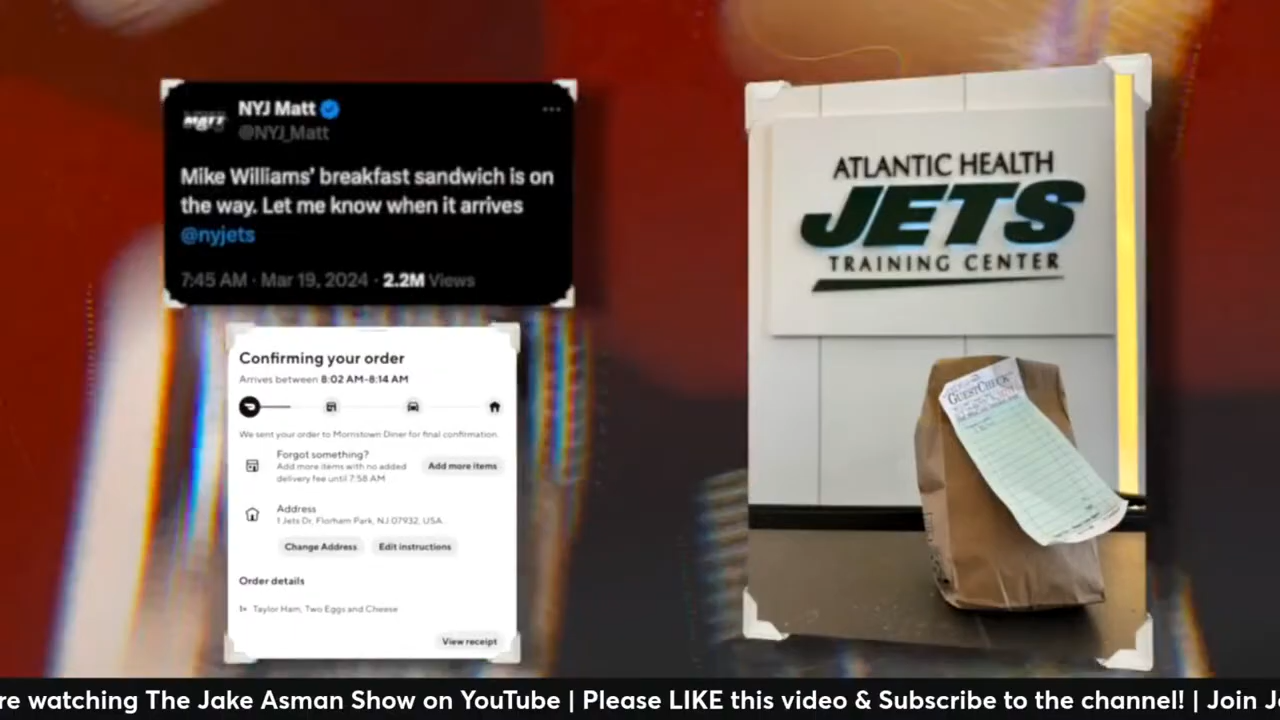 MATT
NYJ Matt
@NYJ_Matt
Mike Williams' breakfast sandwich is on
the way. Let me know when it arrives
@nyjets
7:45 AM · Mar 19, 2024 · 2.2M Views
Confirming your order
Arrives between 8:02 AM-8:14 AM
We sent your order to Morristown Diner for final confirmation.
Forgot something?
Add more items with no added
delivery fee until 7:58 AM
Add more items
Address
1 Jets Dr, Florham Park, NJ 07932, USA
Change Address
Edit instructions
Order details
1× Taylor Ham, Two Eggs and Cheese
View receipt
ATLANTIC HEALTH
JETS
TRAINING CENTER
GUEST CHECK
re watching The Jake Asman Show on YouTube | Please LIKE this video & Subscribe to the channel! | Join J